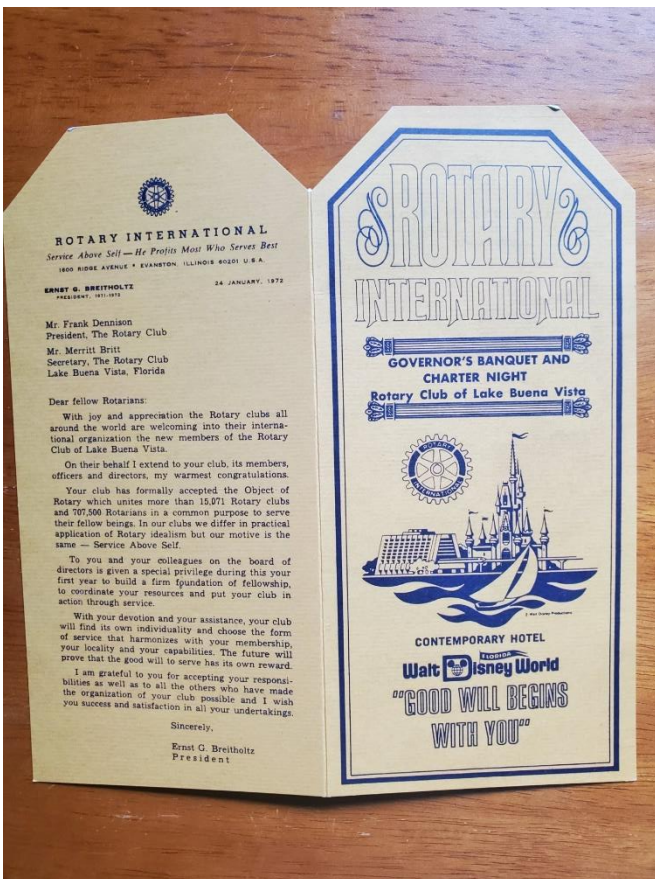 ROTARY INTERNATIONAL
Service Above Self — He Profits Most Who Serves Best
1600 RIDGE AVENUE • EVANSTON, ILLINOIS 60201 U.S.A.
ERNST G. BREITHOLTZ
PRESIDENT, 1971-1972
24 JANUARY, 1972
Mr. Frank Dennison
President, The Rotary Club
Mr. Merritt Britt
Secretary, The Rotary Club
Lake Buena Vista, Florida
Dear fellow Rotarians:
With joy and appreciation the Rotary clubs all
around the world are welcoming into their interna-
tional organization the new members of the Rotary
Club of Lake Buena Vista.
On their behalf I extend to your club, its members,
officers and directors, my warmest congratulations.
Your club has formally accepted the Object of
Rotary which unites more than 15,071 Rotary clubs
and 707,500 Rotarians in a common purpose to serve
their fellow beings. In our clubs we differ in practical
application of Rotary idealism but our motive is the
same — Service Above Self.
To you and your colleagues on the board of
directors is given a special privilege during this your
first year to build a firm foundation of fellowship,
to coordinate your resources and put your club in
action through service.
With your devotion and your assistance, your club
will find its own individuality and choose the form
of service that harmonizes with your membership,
your locality and your capabilities. The future will
prove that the good will to serve has its own reward.
I am grateful to you for accepting your responsi-
bilities as well as to all the others who have made
the organization of your club possible and I wish
you success and satisfaction in all your undertakings.
Sincerely,
Ernst G. Breitholtz
President
ROTARY
INTERNATIONAL
GOVERNOR'S BANQUET AND
CHARTER NIGHT
Rotary Club of Lake Buena Vista
ROTARY
INTERNATIONAL
© Walt Disney Productions
CONTEMPORARY HOTEL
FLORIDA
Walt Disney World
"GOOD WILL BEGINS
WITH YOU"